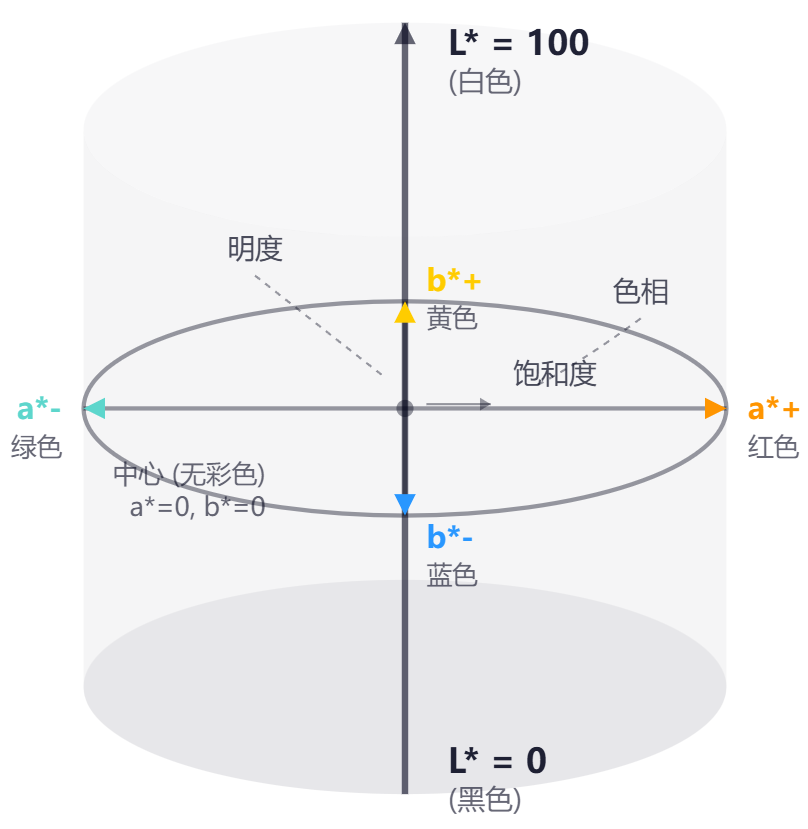 L* = 100
(白色)
明度
b*+
黄色
色相
饱和度
a*-
绿色
a*+
红色
中心 (无彩色)
a*=0, b*=0
b*-
蓝色
L* = 0
(黑色)